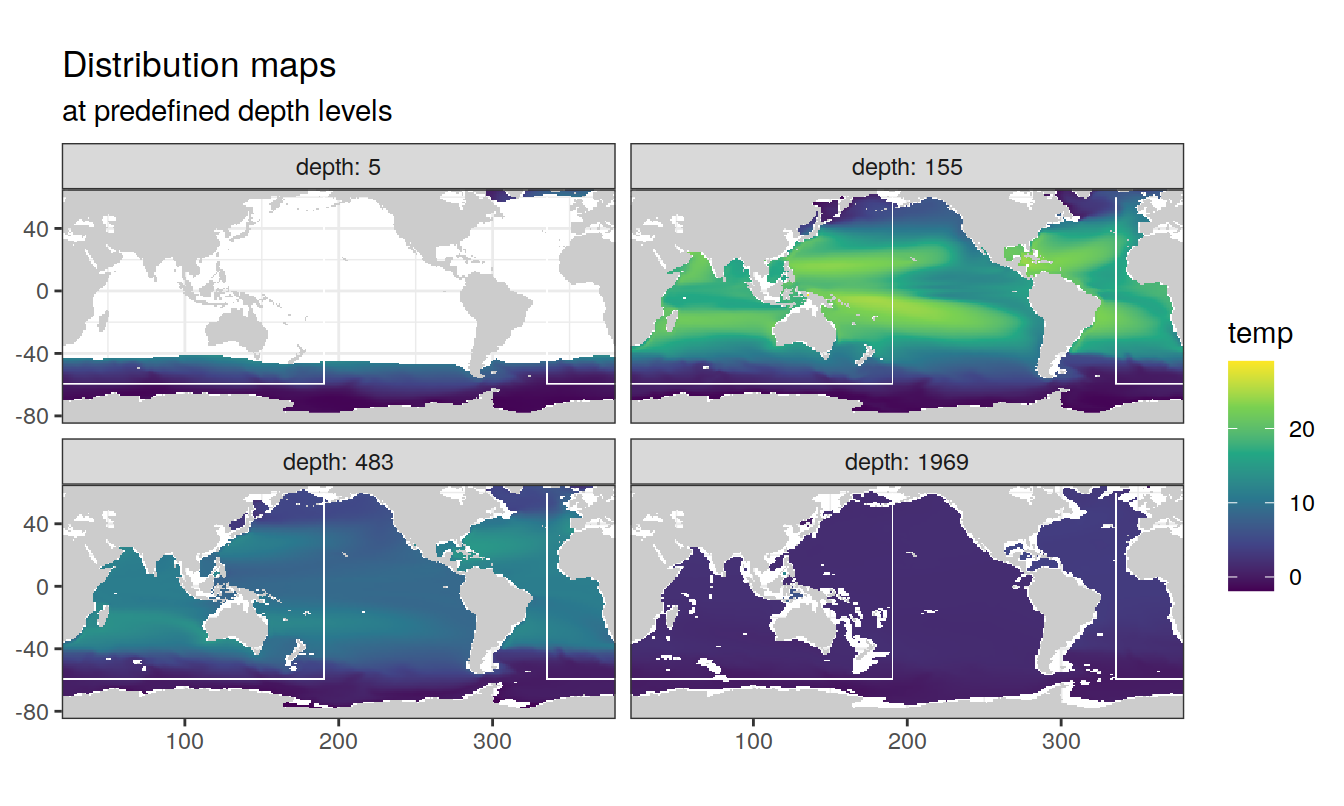 Distribution maps
at predefined depth levels
depth: 5
depth: 155
40
0
-40
-80
depth: 483
depth: 1969
40
0
-40
-80
100
200
300
100
200
300
temp
20
10
0